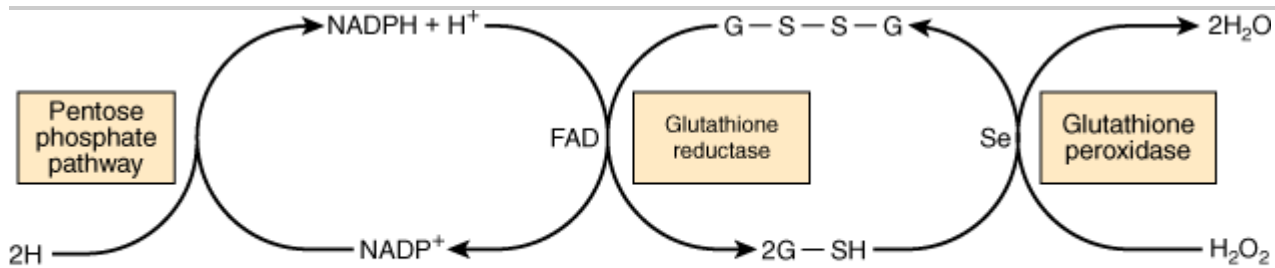 NADPH + H⁺
G – S – S – G
2H₂O
Pentose
phosphate
pathway
FAD
Glutathione
reductase
Se
Glutathione
peroxidase
2H
NADP⁺
2G – SH
H₂O₂